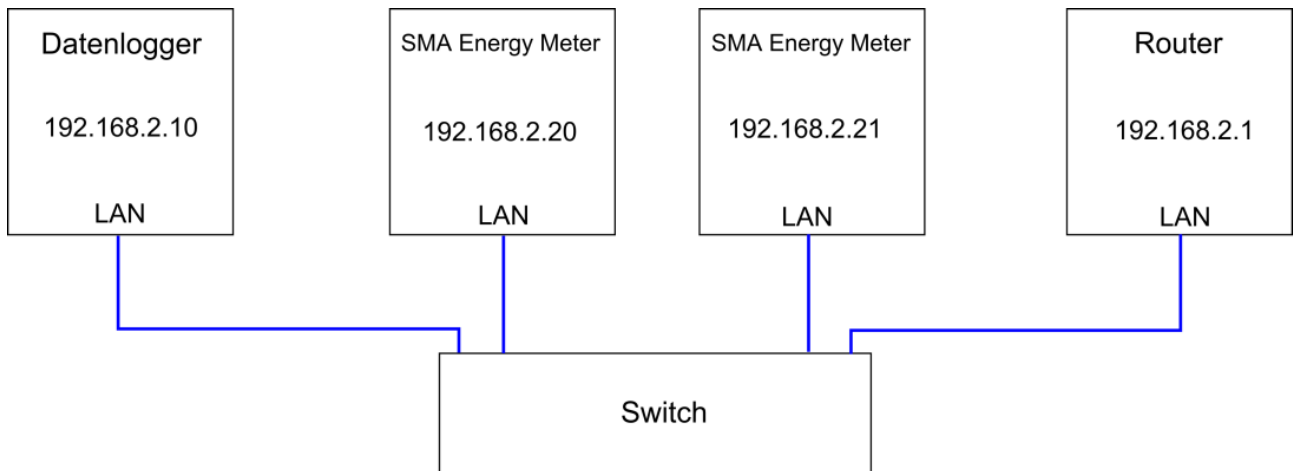 Datenlogger
192.168.2.10
LAN
SMA Energy Meter
192.168.2.20
LAN
SMA Energy Meter
192.168.2.21
LAN
Router
192.168.2.1
LAN
Switch